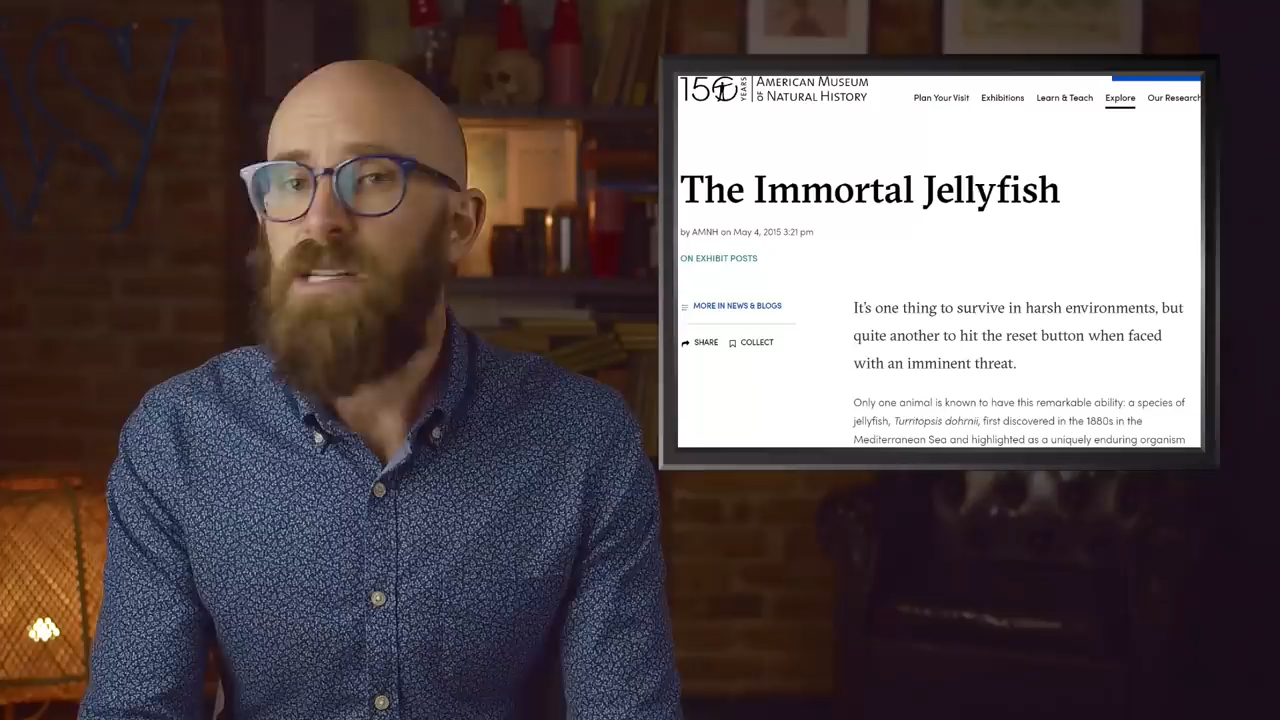 150 YEARS
AMERICAN MUSEUM
OF NATURAL HISTORY
Plan Your Visit Exhibitions Learn & Teach Explore Our Research
The Immortal Jellyfish
by AMNH on May 4, 2015 3:21 pm
ON EXHIBIT POSTS
MORE IN NEWS & BLOGS
SHARE COLLECT
It's one thing to survive in harsh environments, but
quite another to hit the reset button when faced
with an imminent threat.
Only one animal is known to have this remarkable ability: a species of
jellyfish, Turritopsis dohrnii, first discovered in the 1880s in the
Mediterranean Sea and highlighted as a uniquely enduring organism